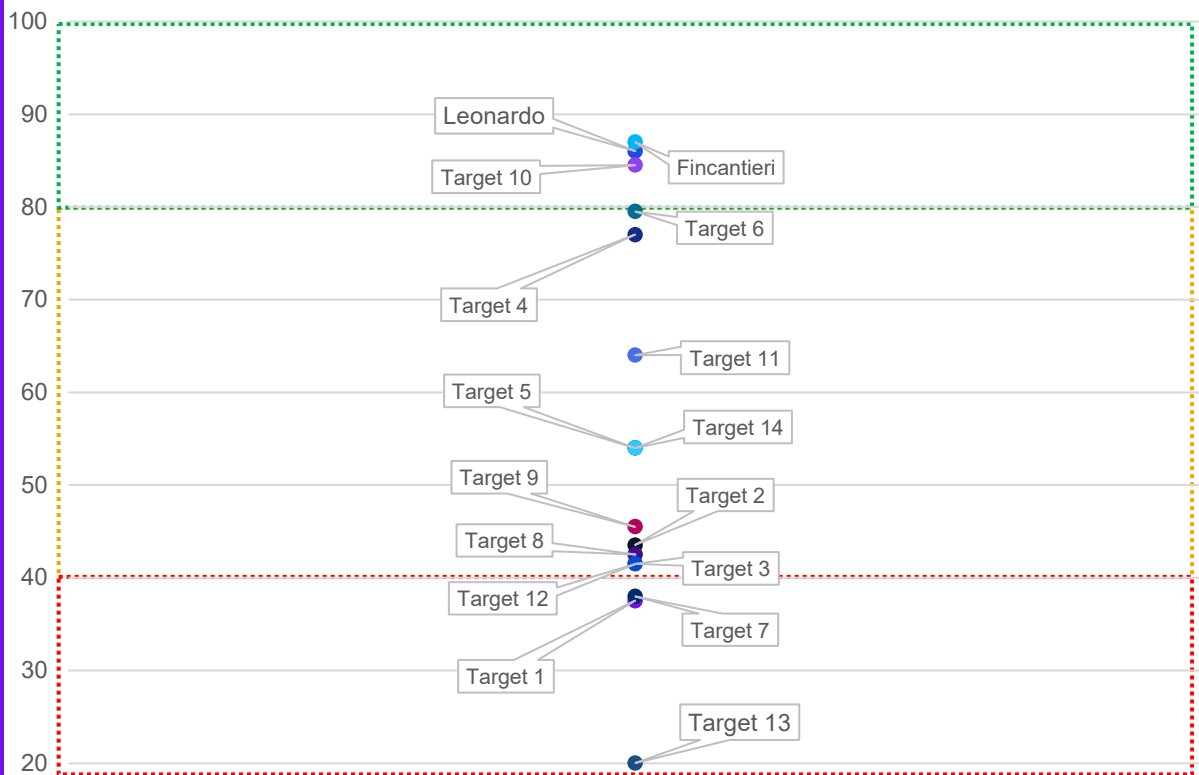 100
90
80
70
60
50
40
30
20
Leonardo
Fincantieri
Target 10
Target 6
Target 4
Target 11
Target 5
Target 14
Target 9
Target 2
Target 8
Target 3
Target 12
Target 7
Target 1
Target 13